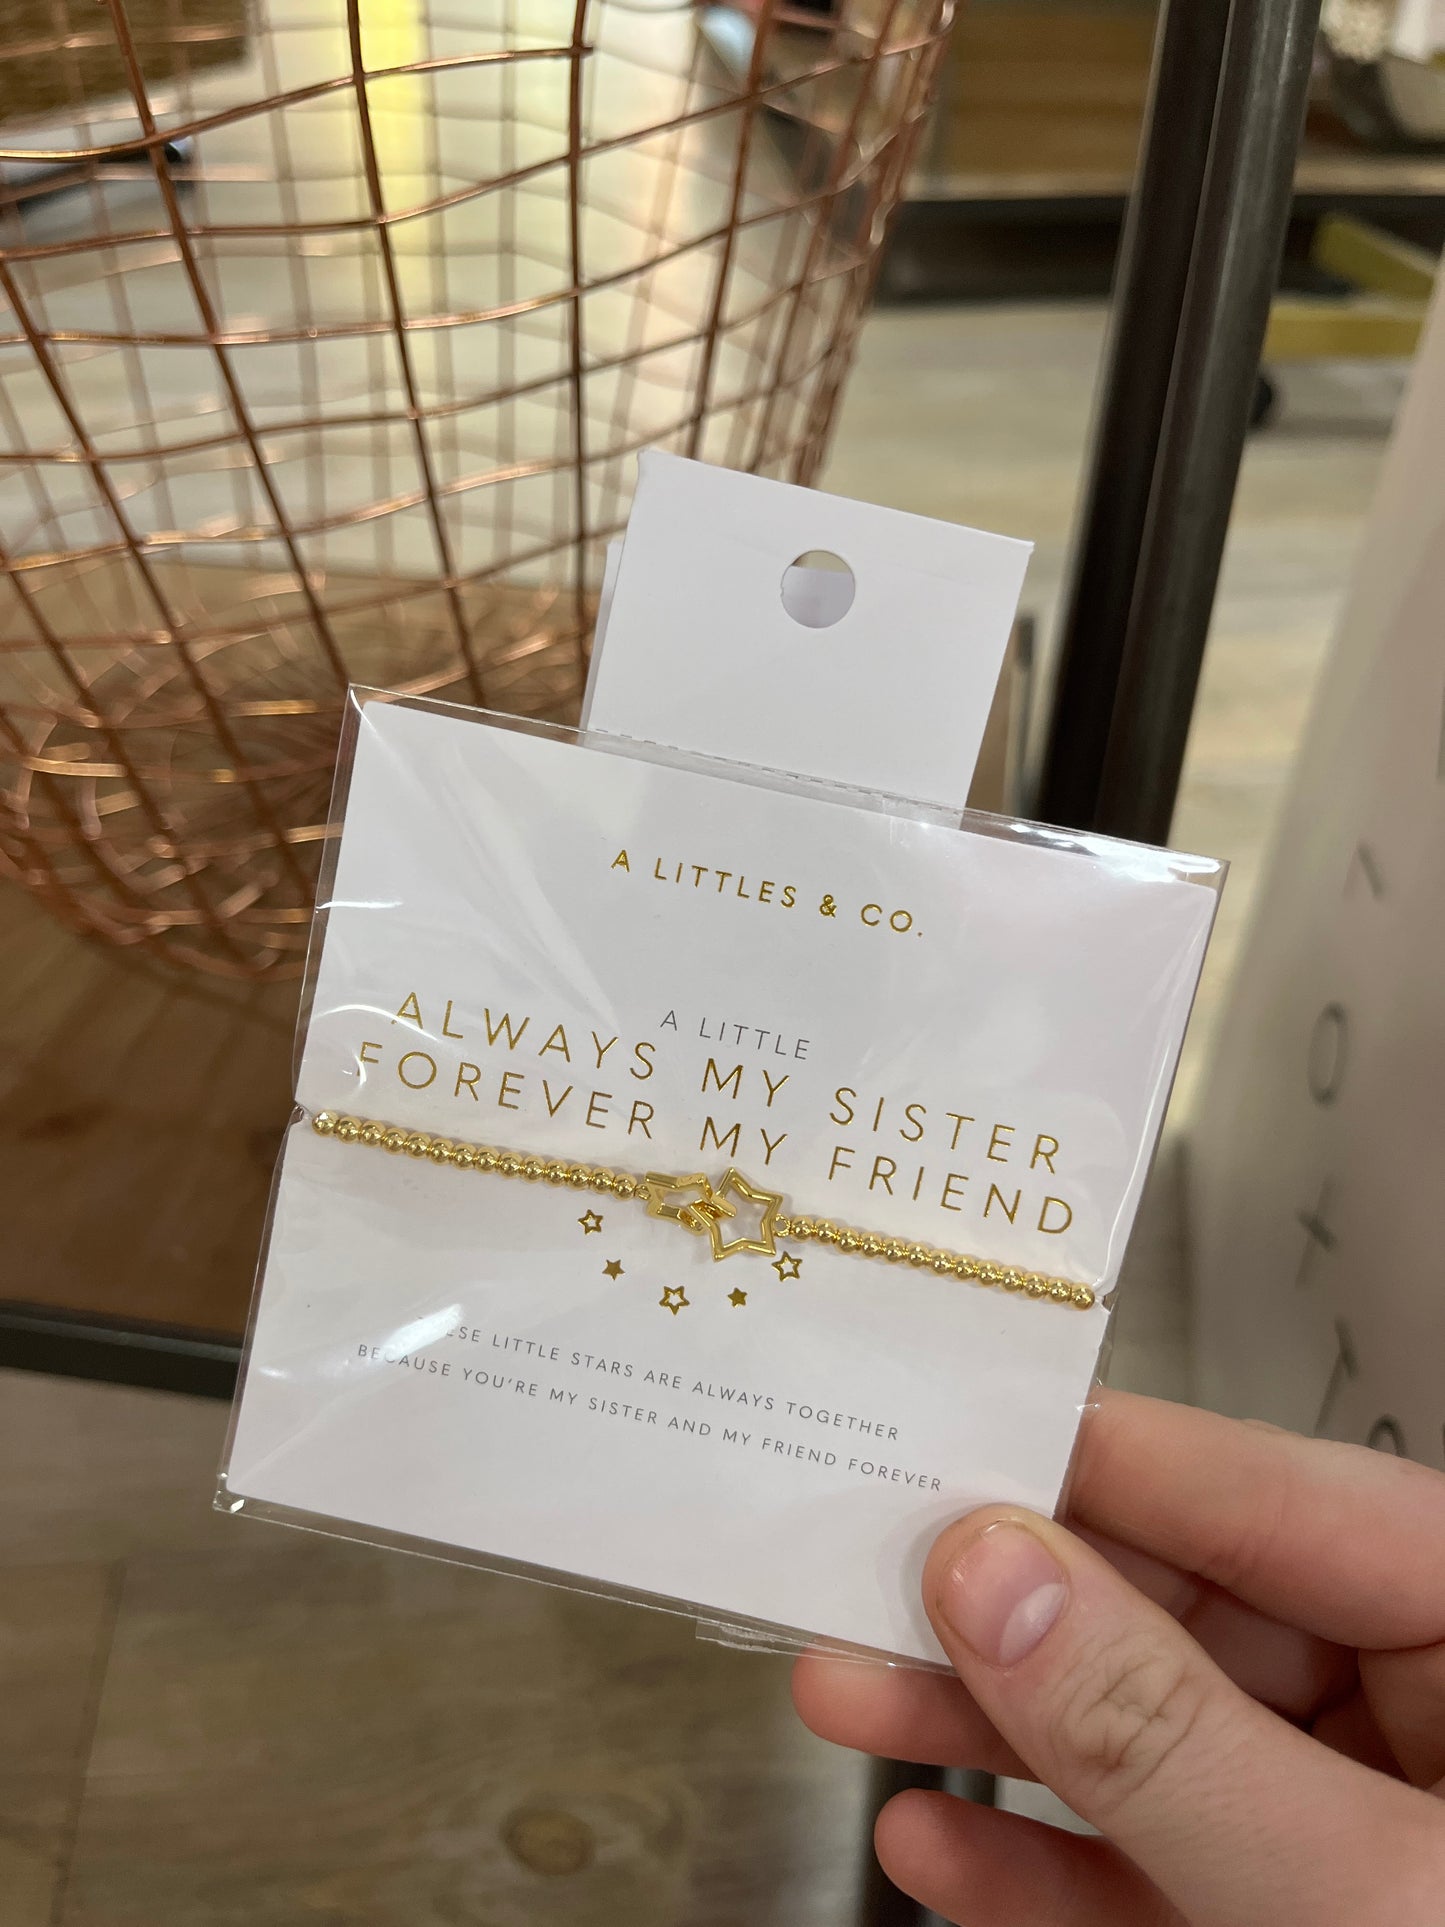 A LITTLES & CO.
A LITTLE
ALWAYS MY SISTER
FOREVER MY FRIEND
THESE LITTLE STARS ARE ALWAYS TOGETHER
BECAUSE YOU'RE MY SISTER AND MY FRIEND FOREVER